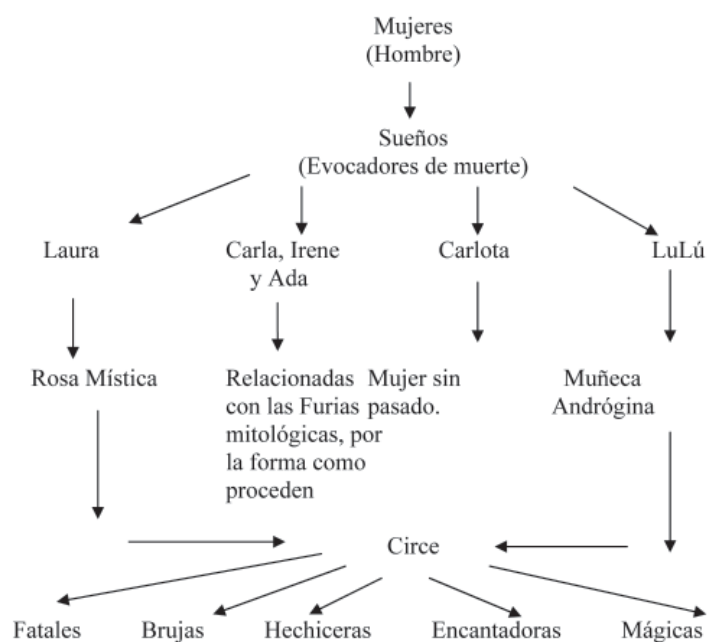 Mujeres
(Hombre)
Sueños
(Evocadores de muerte)
Laura
Carla, Irene
y Ada
Carlota
LuLú
Rosa Mística
Relacionadas
con las Furias
mitológicas, por
la forma como
proceden
Mujer sin
pasado.
Muñeca
Andrógina
Circe
Fatales
Brujas
Hechiceras
Encantadoras
Mágicas